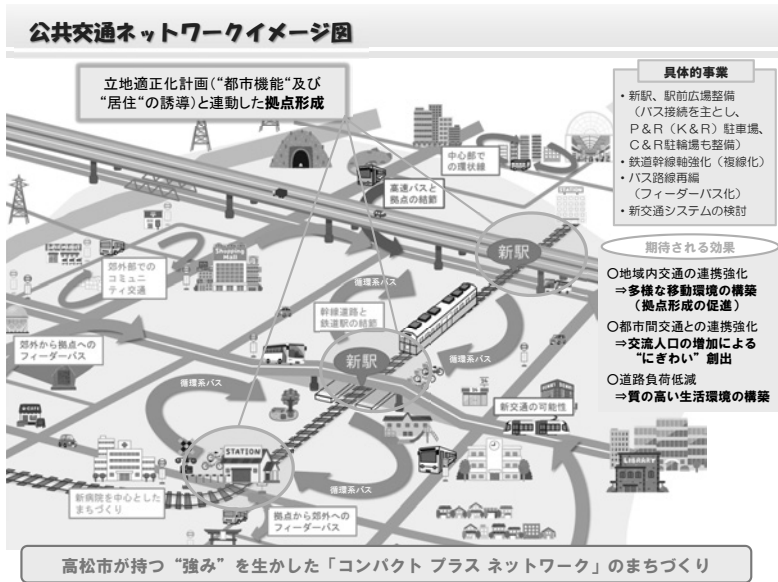 公共交通ネットワークイメージ図
立地適正化計画(“都市機能“及び
“居住“の誘導)と連動した拠点形成
具体的事業
・新駅、駅前広場整備
(バス接続を主とし、
P&R(K&R)駐車場、
C&R駐輪場も整備)
・鉄道幹線軸強化(複線化)
・バス路線再編
(フィーダーバス化)
・新交通システムの検討
期待される効果
○地域内交通の連携強化
⇒多様な移動環境の構築
(拠点形成の促進)
○都市間交通との連携強化
⇒交流人口の増加による
“にぎわい”創出
○道路負荷低減
⇒質の高い生活環境の構築
中心部で
の環状線
高速バスと
拠点の結節
新駅
Shopping
Mall
郊外部での
コミュニ
ティ交通
循環系バス
幹線道路と
鉄道駅の結節
郊外から拠点への
フィーダーバス
新駅
循環系バス
循環系バス
新交通の可能性
STATION
LIBRARY
循環系バス
新病院を中心とした
まちづくり
拠点から郊外への
フィーダーバス
高松市が持つ“強み”を生かした「コンパクト プラス ネットワーク」のまちづくり